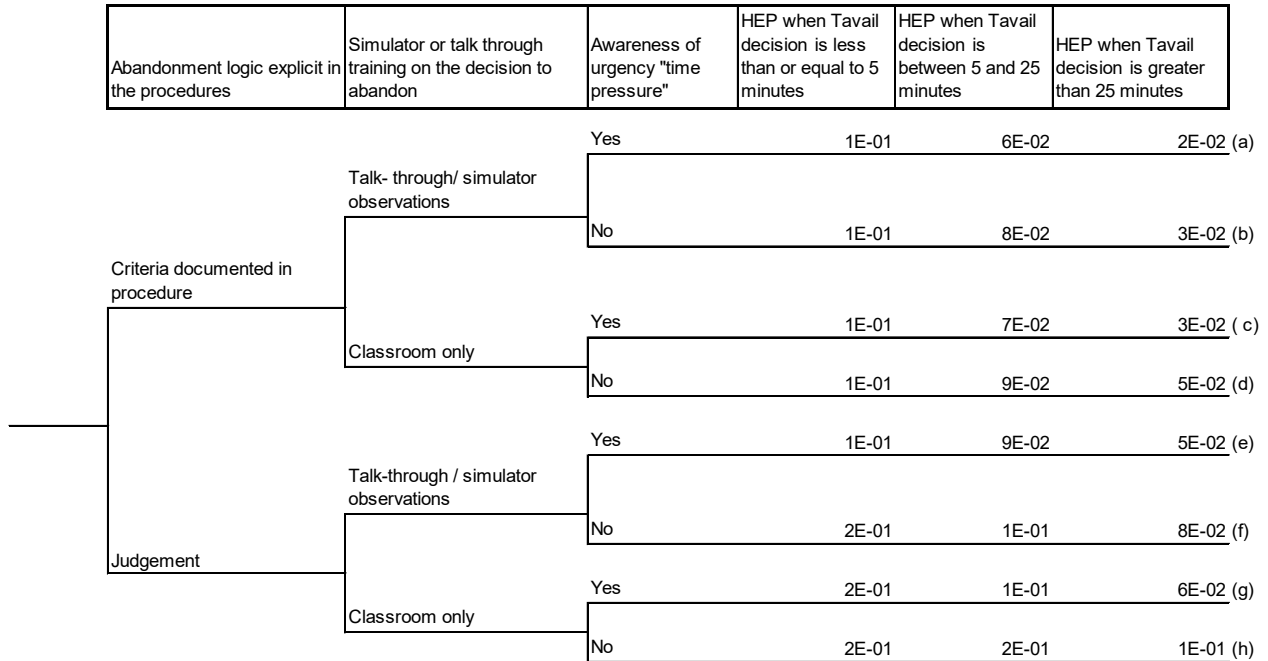 Abandonment logic explicit in
the procedures
Simulator or talk through
training on the decision to
abandon
Awareness of
urgency "time
pressure"
HEP when Tavail
decision is less
than or equal to 5
minutes
HEP when Tavail
decision is
between 5 and 25
minutes
HEP when Tavail
decision is greater
than 25 minutes
Yes 1E-01 6E-02 2E-02 (a)
Talk- through/ simulator
observations
No 1E-01 8E-02 3E-02 (b)
Criteria documented in
procedure
Yes 1E-01 7E-02 3E-02 ( c)
Classroom only
No 1E-01 9E-02 5E-02 (d)
Yes 1E-01 9E-02 5E-02 (e)
Talk-through / simulator
observations
No 2E-01 1E-01 8E-02 (f)
Judgement
Yes 2E-01 1E-01 6E-02 (g)
Classroom only
No 2E-01 2E-01 1E-01 (h)